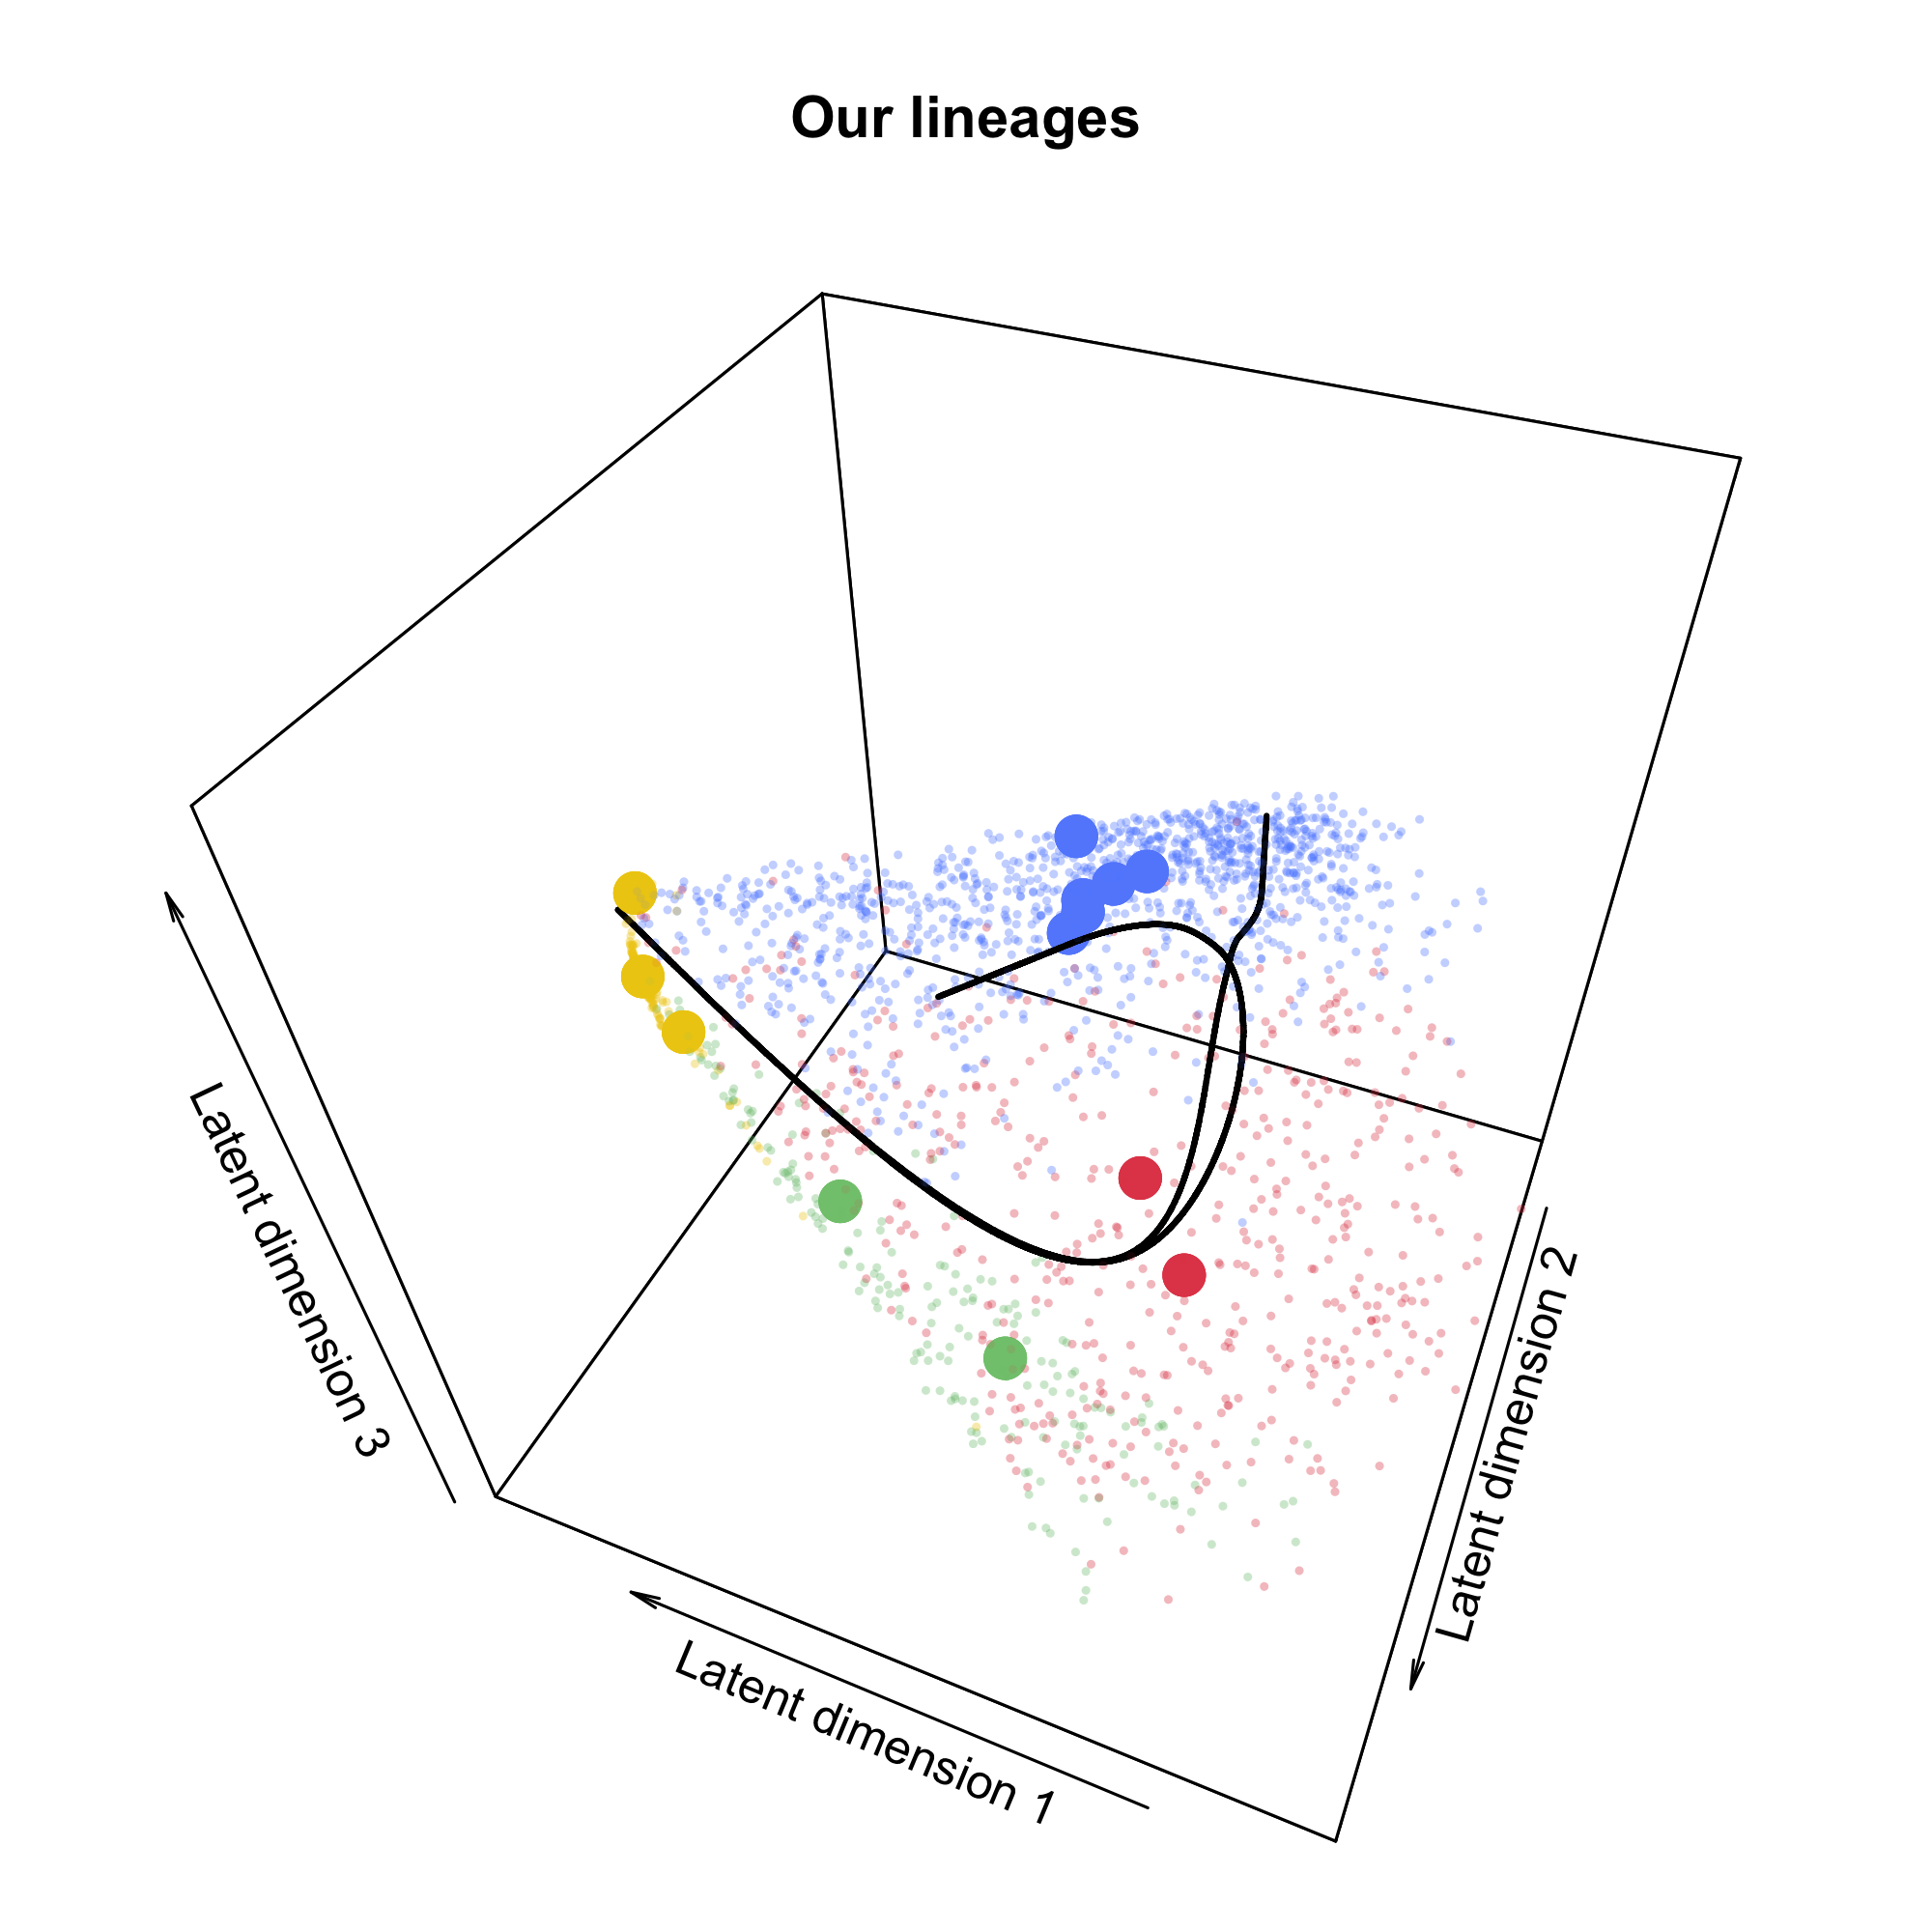 Our lineages
Latent dimension 3
Latent dimension 2
Latent dimension 1